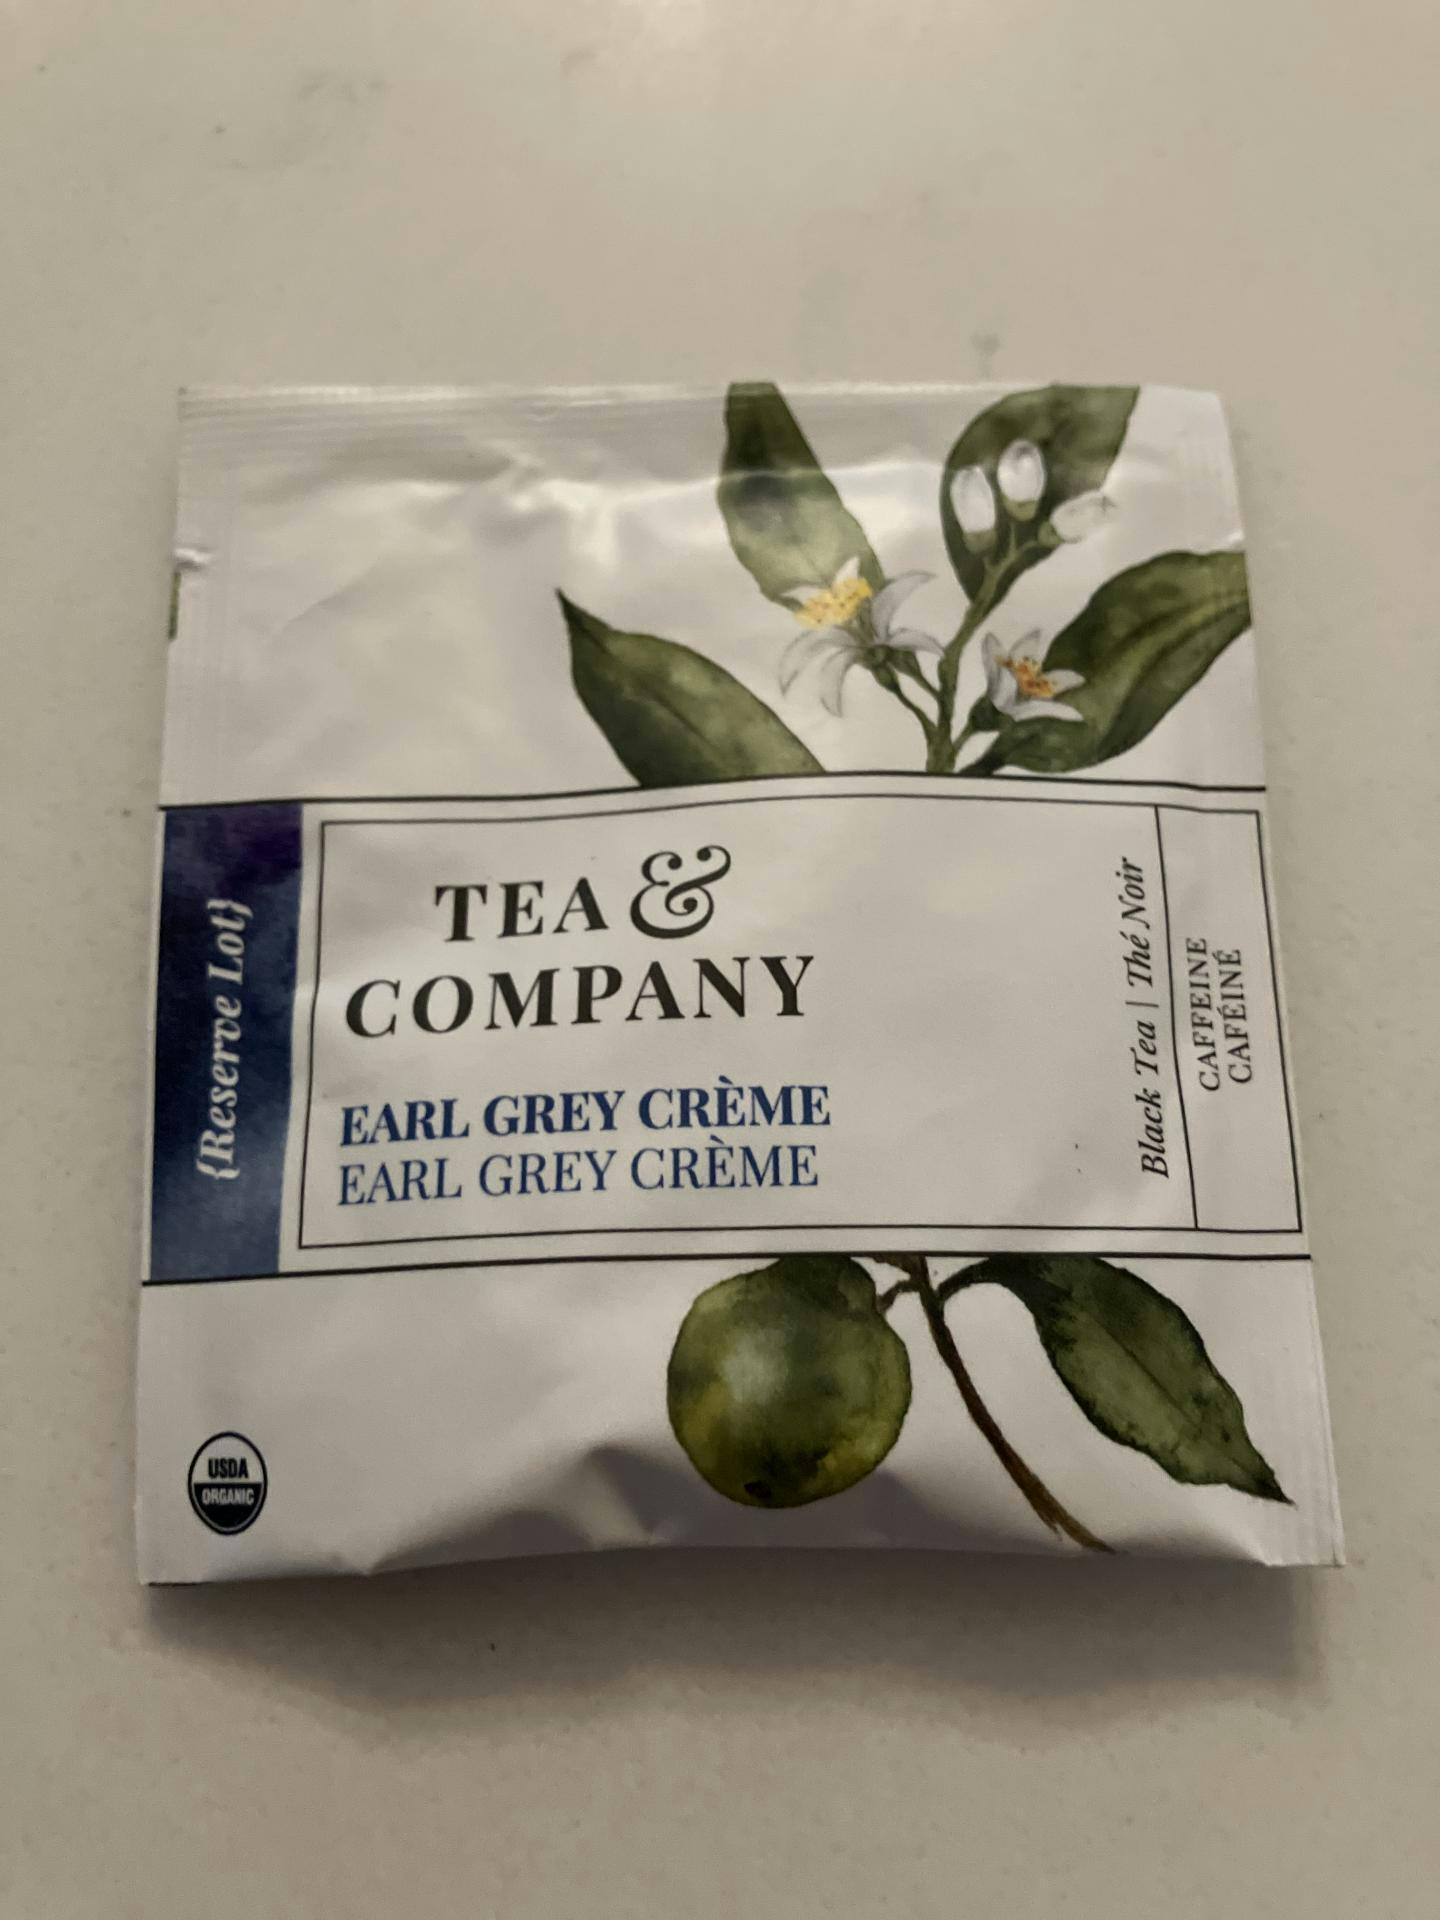 {Reserve Lot}
TEA &
COMPANY
EARL GREY CRÈME
EARL GREY CRÈME
Black Tea | Thé Noir
CAFFEINE
CAFÉINÉ
USDA
ORGANIC